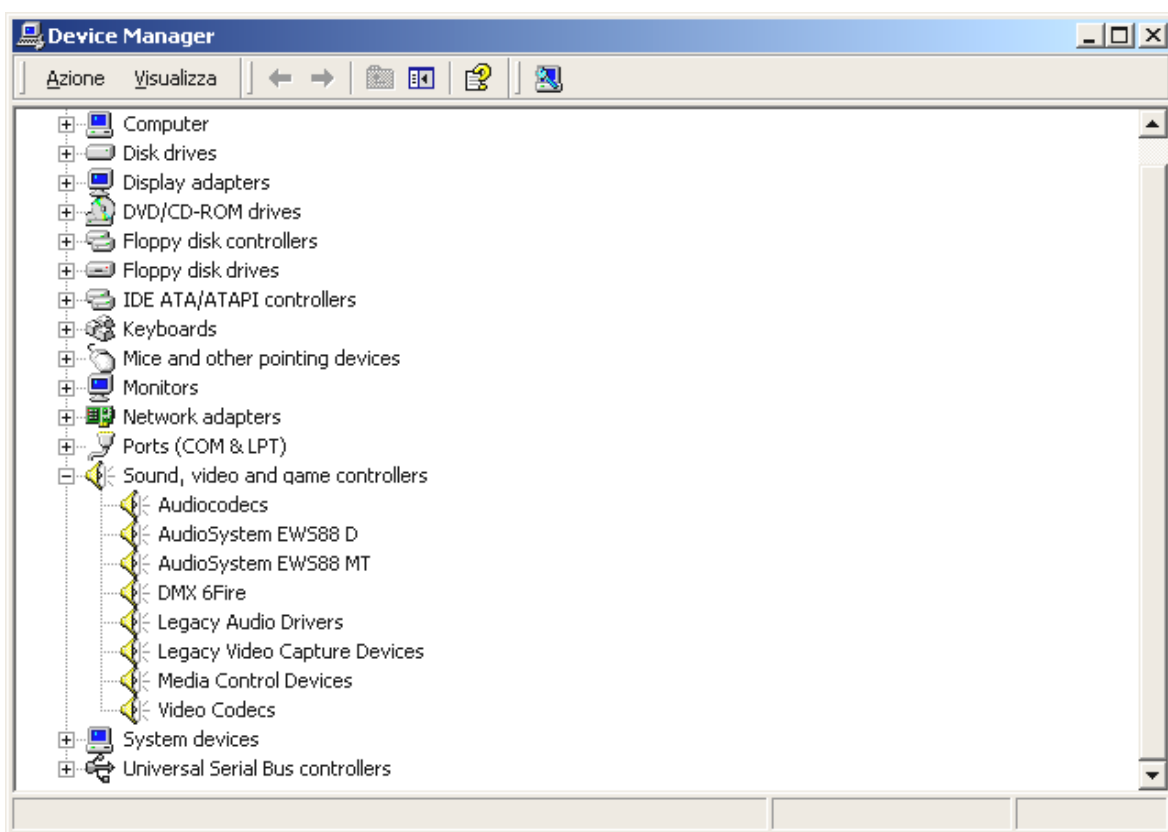 Device Manager
Azione Visualizza
Computer
Disk drives
Display adapters
DVD/CD-ROM drives
Floppy disk controllers
Floppy disk drives
IDE ATA/ATAPI controllers
Keyboards
Mice and other pointing devices
Monitors
Network adapters
Ports (COM & LPT)
Sound, video and game controllers
Audiocodecs
AudioSystem EWS88 D
AudioSystem EWS88 MT
DMX 6Fire
Legacy Audio Drivers
Legacy Video Capture Devices
Media Control Devices
Video Codecs
System devices
Universal Serial Bus controllers